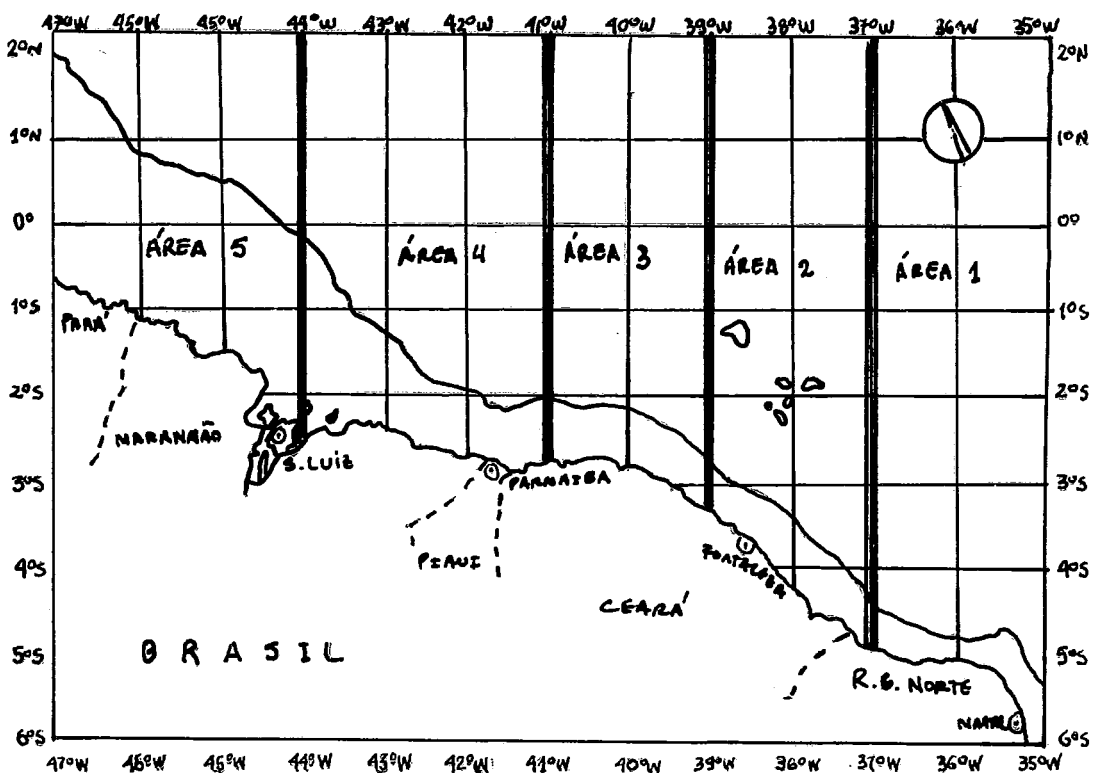 47°W 46°W 45°W 44°W 43°W 42°W 41°W 40°W 39°W 38°W 37°W 36°W 35°W
2°N 2°N
1°N 1°N
0° 0°
ÁREA 5 ÁREA 4 ÁREA 3 ÁREA 2 ÁREA 1
1°S 1°S
PARÁ
2°S 2°S
MARANHÃO
S. LUIZ
3°S PARNAIBA 3°S
FORTALEZA
4°S PIAUI 4°S
CEARÁ
5°S BRASIL 5°S
R.G. NORTE
NATAL
6°S 6°S
47°W 46°W 45°W 44°W 43°W 42°W 41°W 40°W 39°W 38°W 37°W 36°W 35°W